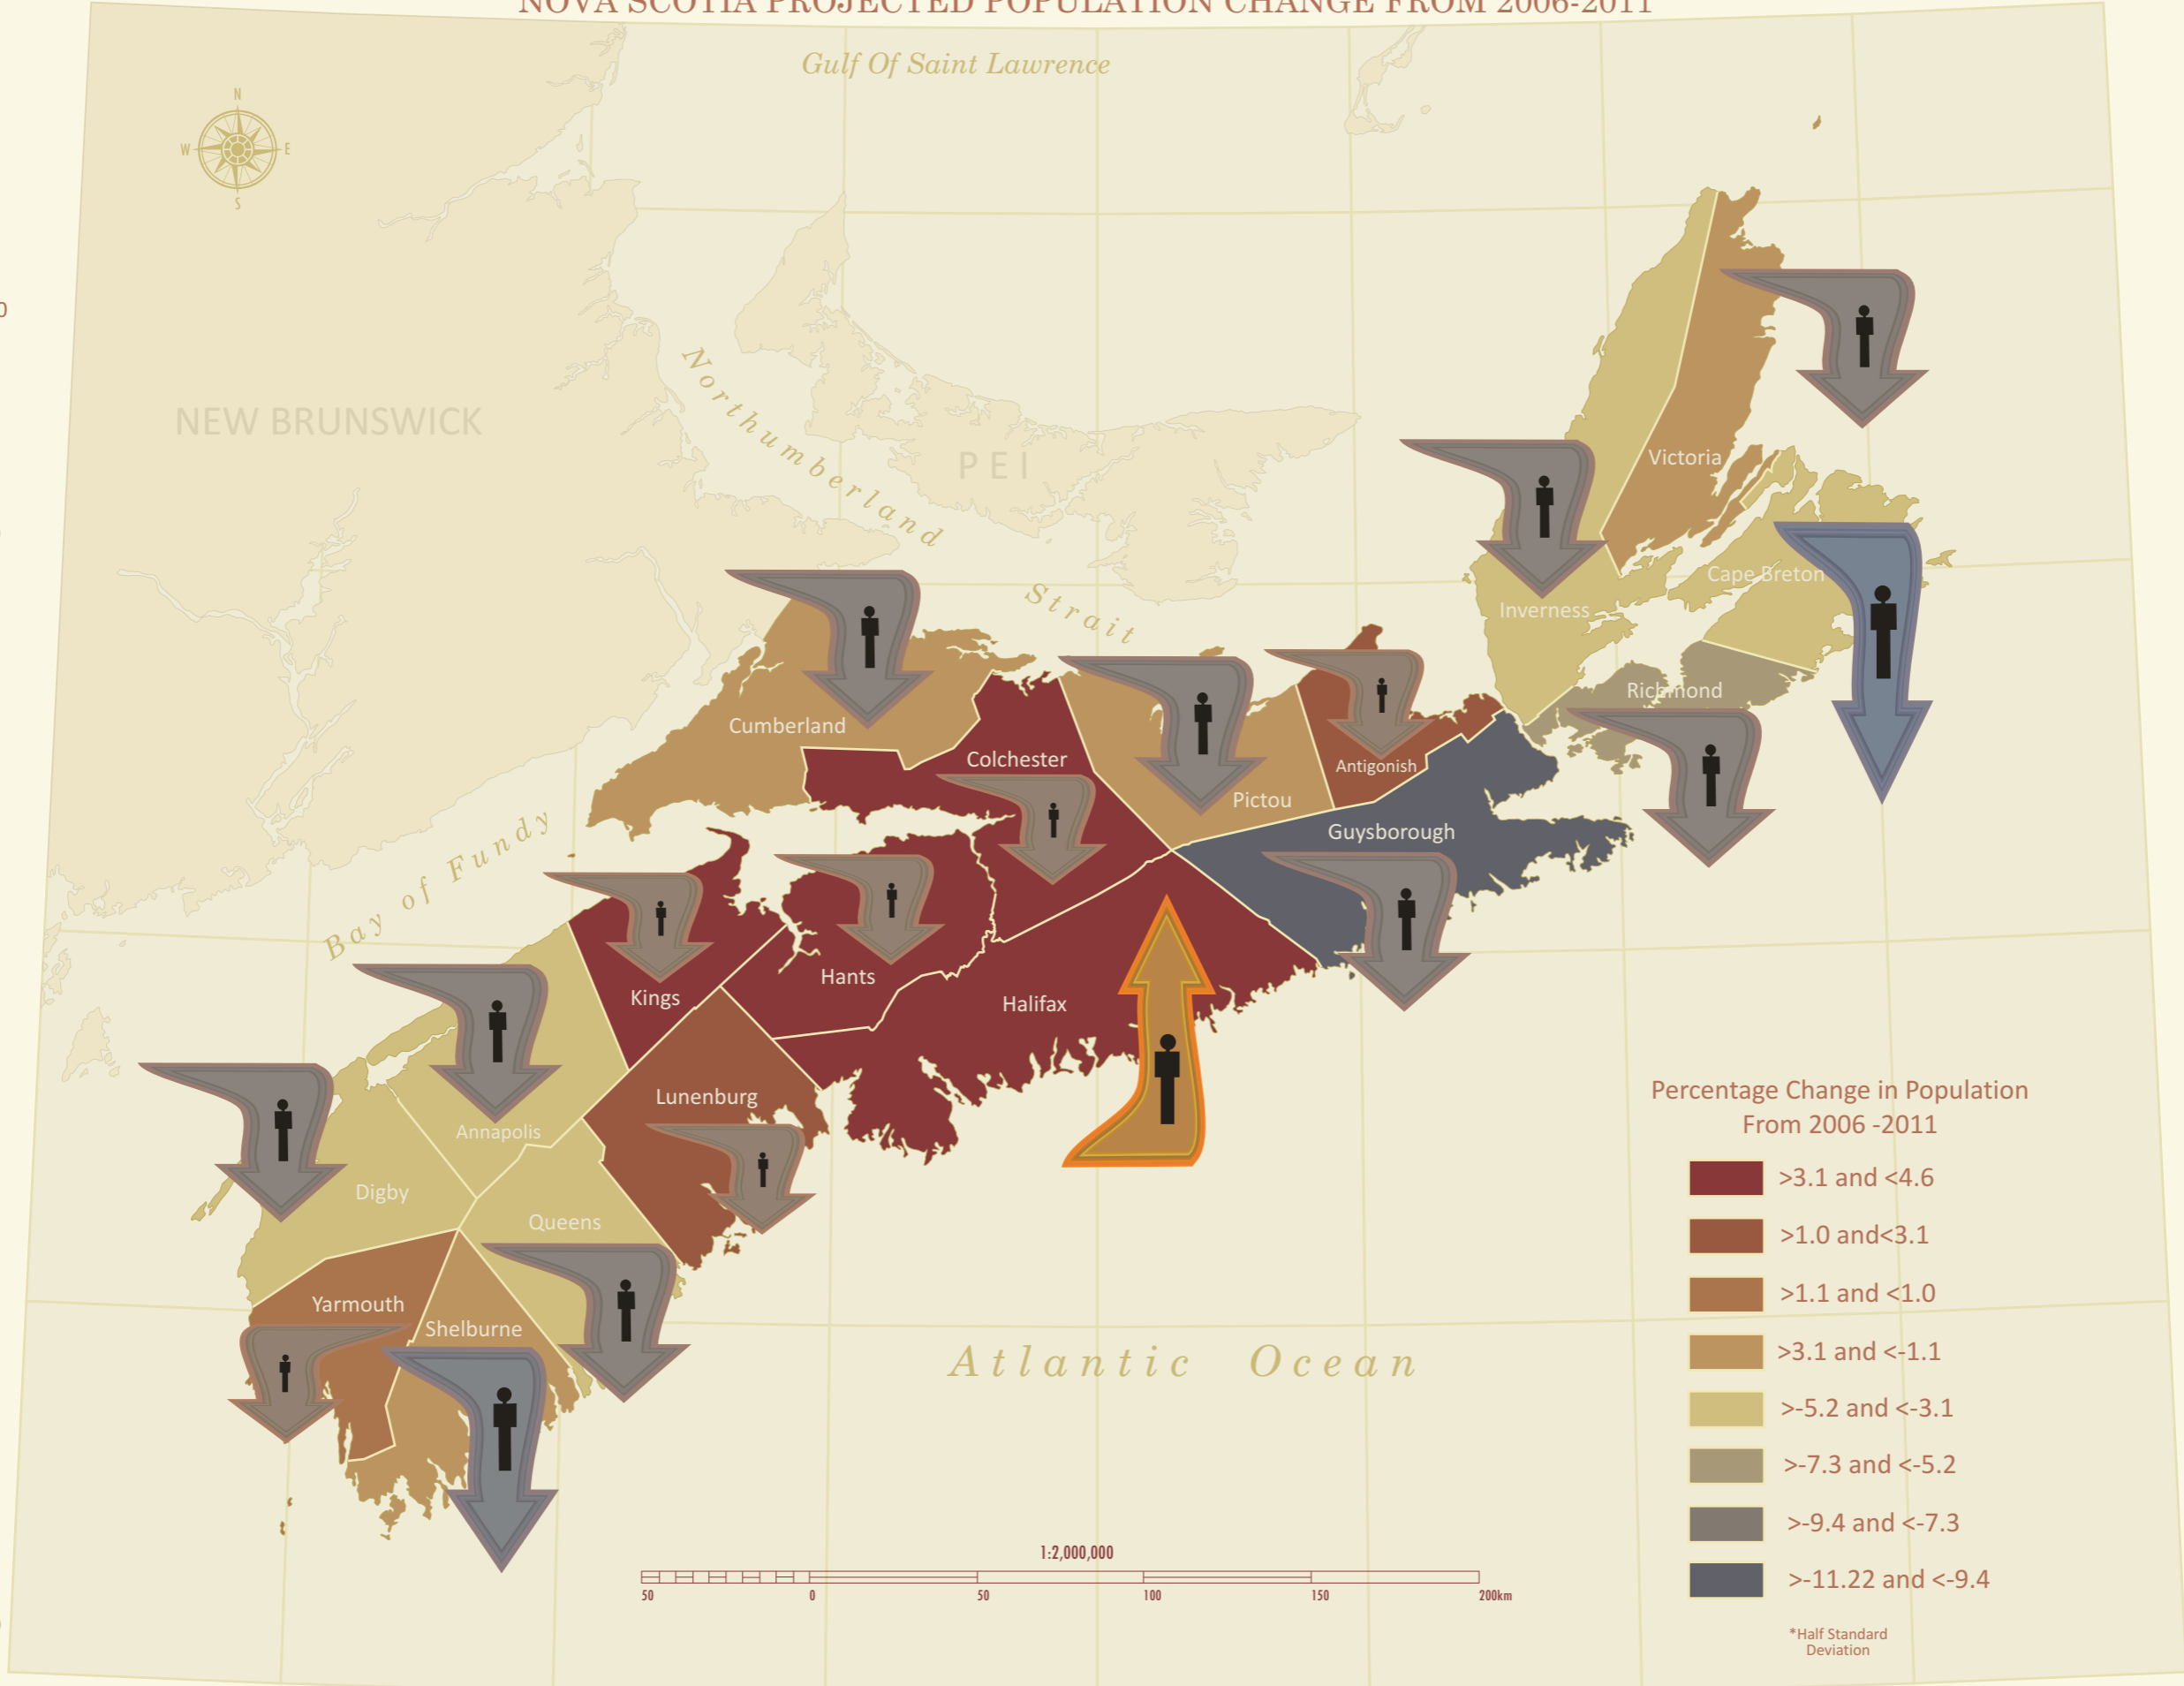 NOVA SCOTIA PROJECTED POPULATION CHANGE FROM 2006-2011
Gulf Of Saint Lawrence
N
W
E
S
NEW BRUNSWICK
Northumberland
Strait
PEI
Victoria
Cape Breton
Inverness
Richmond
Cumberland
Colchester
Antigonish
Pictou
Guysborough
Bay of Fundy
Hants
Kings
Halifax
Lunenburg
Annapolis
Digby
Queens
Yarmouth
Shelburne
Atlantic Ocean
Percentage Change in Population
From 2006 -2011
>3.1 and <4.6
>1.0 and<3.1
>1.1 and <1.0
>3.1 and <-1.1
>-5.2 and <-3.1
>-7.3 and <-5.2
>-9.4 and <-7.3
>-11.22 and <-9.4
*Half Standard
Deviation
1:2,000,000
50 0 50 100 150 200km